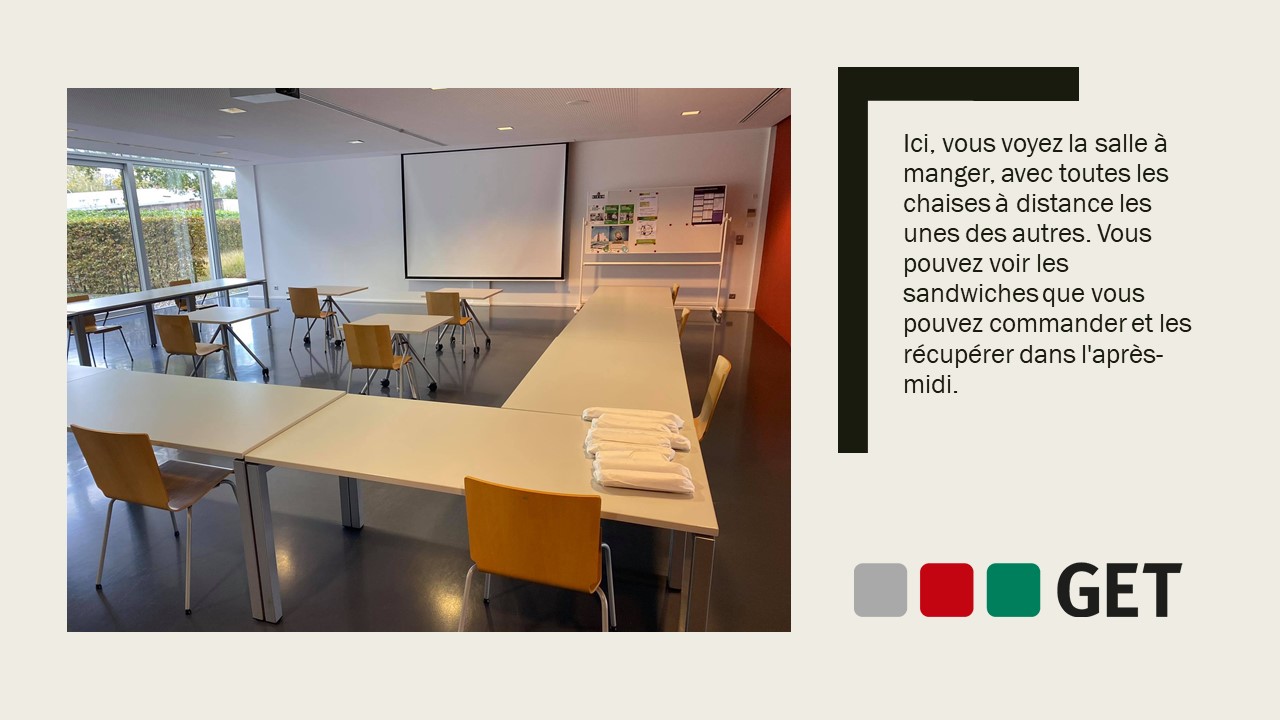 Ici, vous voyez la salle à
manger, avec toutes les
chaises à distance les
unes des autres. Vous
pouvez voir les
sandwiches que vous
pouvez commander et les
récupérer dans l'après-
midi.
GET